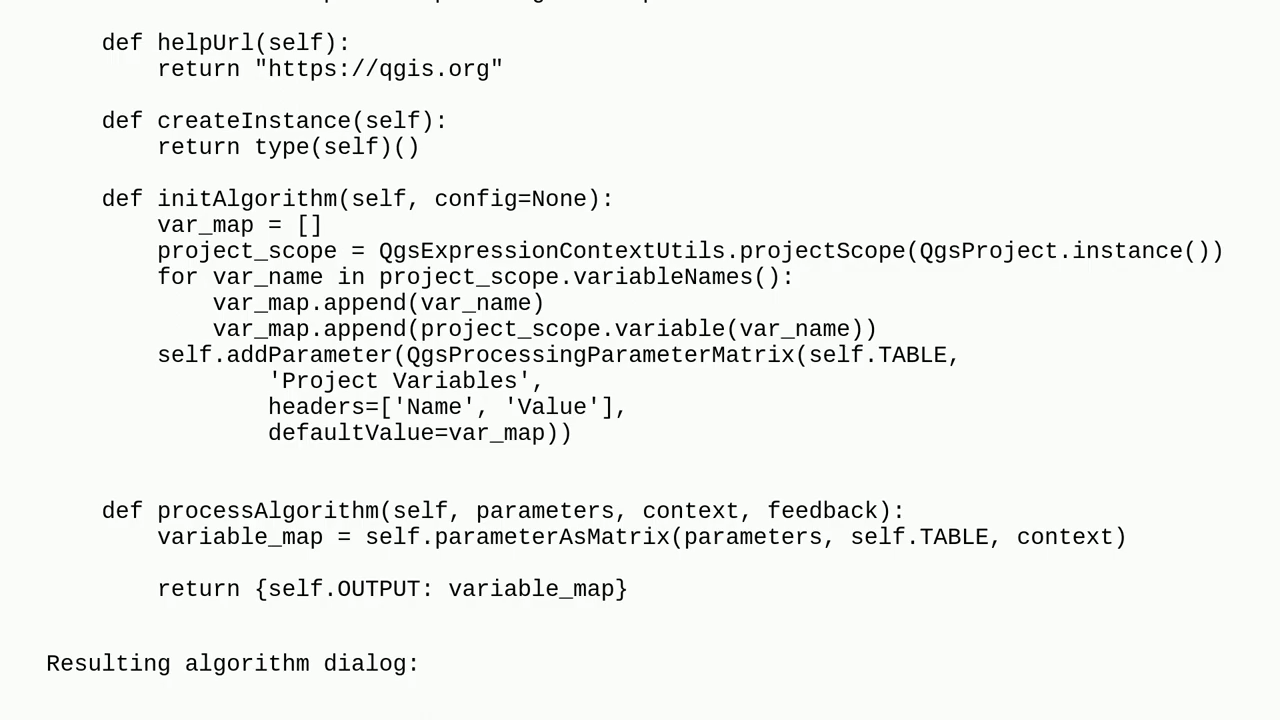 def helpUrl(self):
return "https://qgis.org"
def createInstance(self):
return type(self)()
def initAlgorithm(self, config=None):
var_map = []
project_scope = QgsExpressionContextUtils.projectScope(QgsProject.instance())
for var_name in project_scope.variableNames():
var_map.append(var_name)
var_map.append(project_scope.variable(var_name))
self.addParameter(QgsProcessingParameterMatrix(self.TABLE,
'Project Variables',
headers=['Name', 'Value'],
defaultValue=var_map))
def processAlgorithm(self, parameters, context, feedback):
variable_map = self.parameterAsMatrix(parameters, self.TABLE, context)
return {self.OUTPUT: variable_map}
Resulting algorithm dialog: